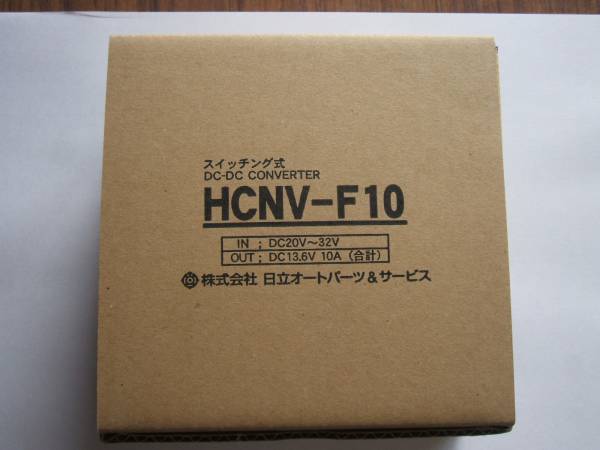 スイッチング式
DC-DC CONVERTER
HCNV-F10
IN ; DC20V～32V
OUT ; DC13.6V 10A (合計)
株式会社 日立オートパーツ＆サービス